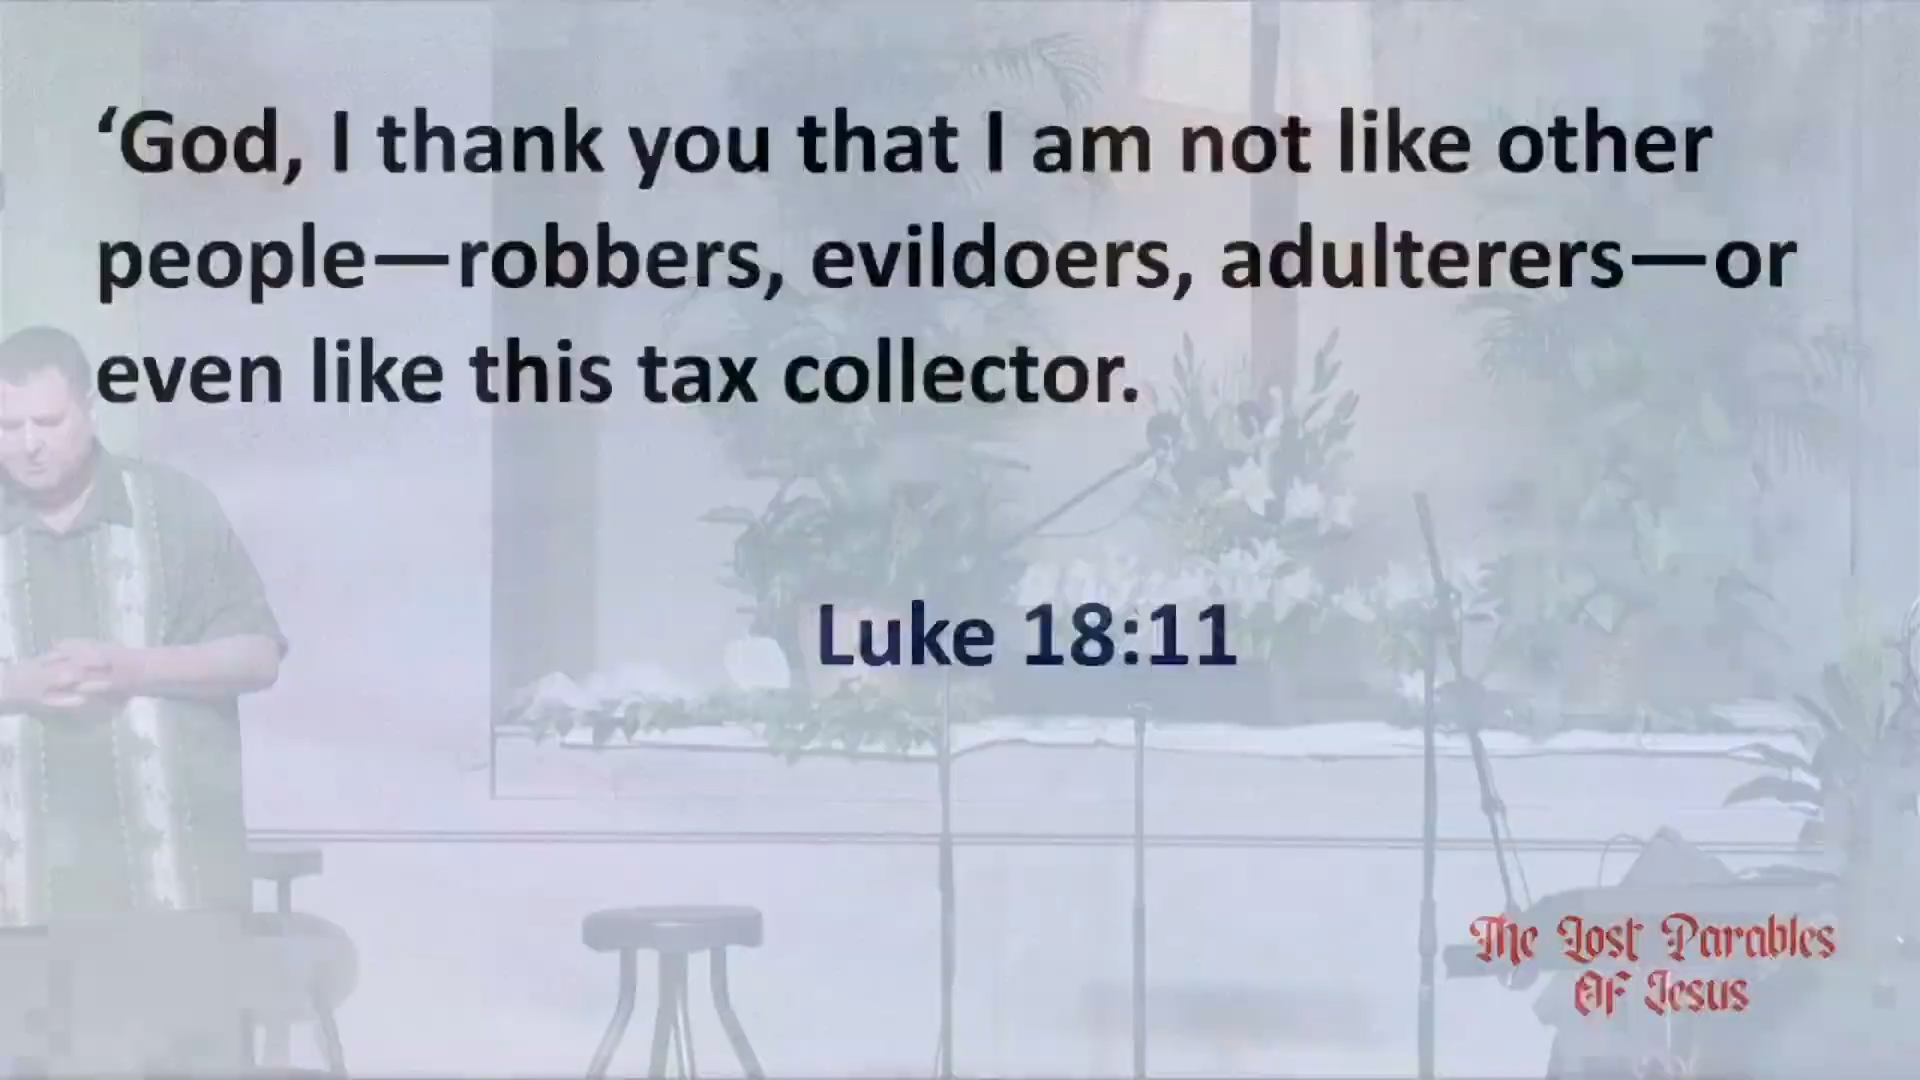 ‘God, I thank you that I am not like other
people—robbers, evildoers, adulterers—or
even like this tax collector.
Luke 18:11
The Lost Parables
Of Jesus